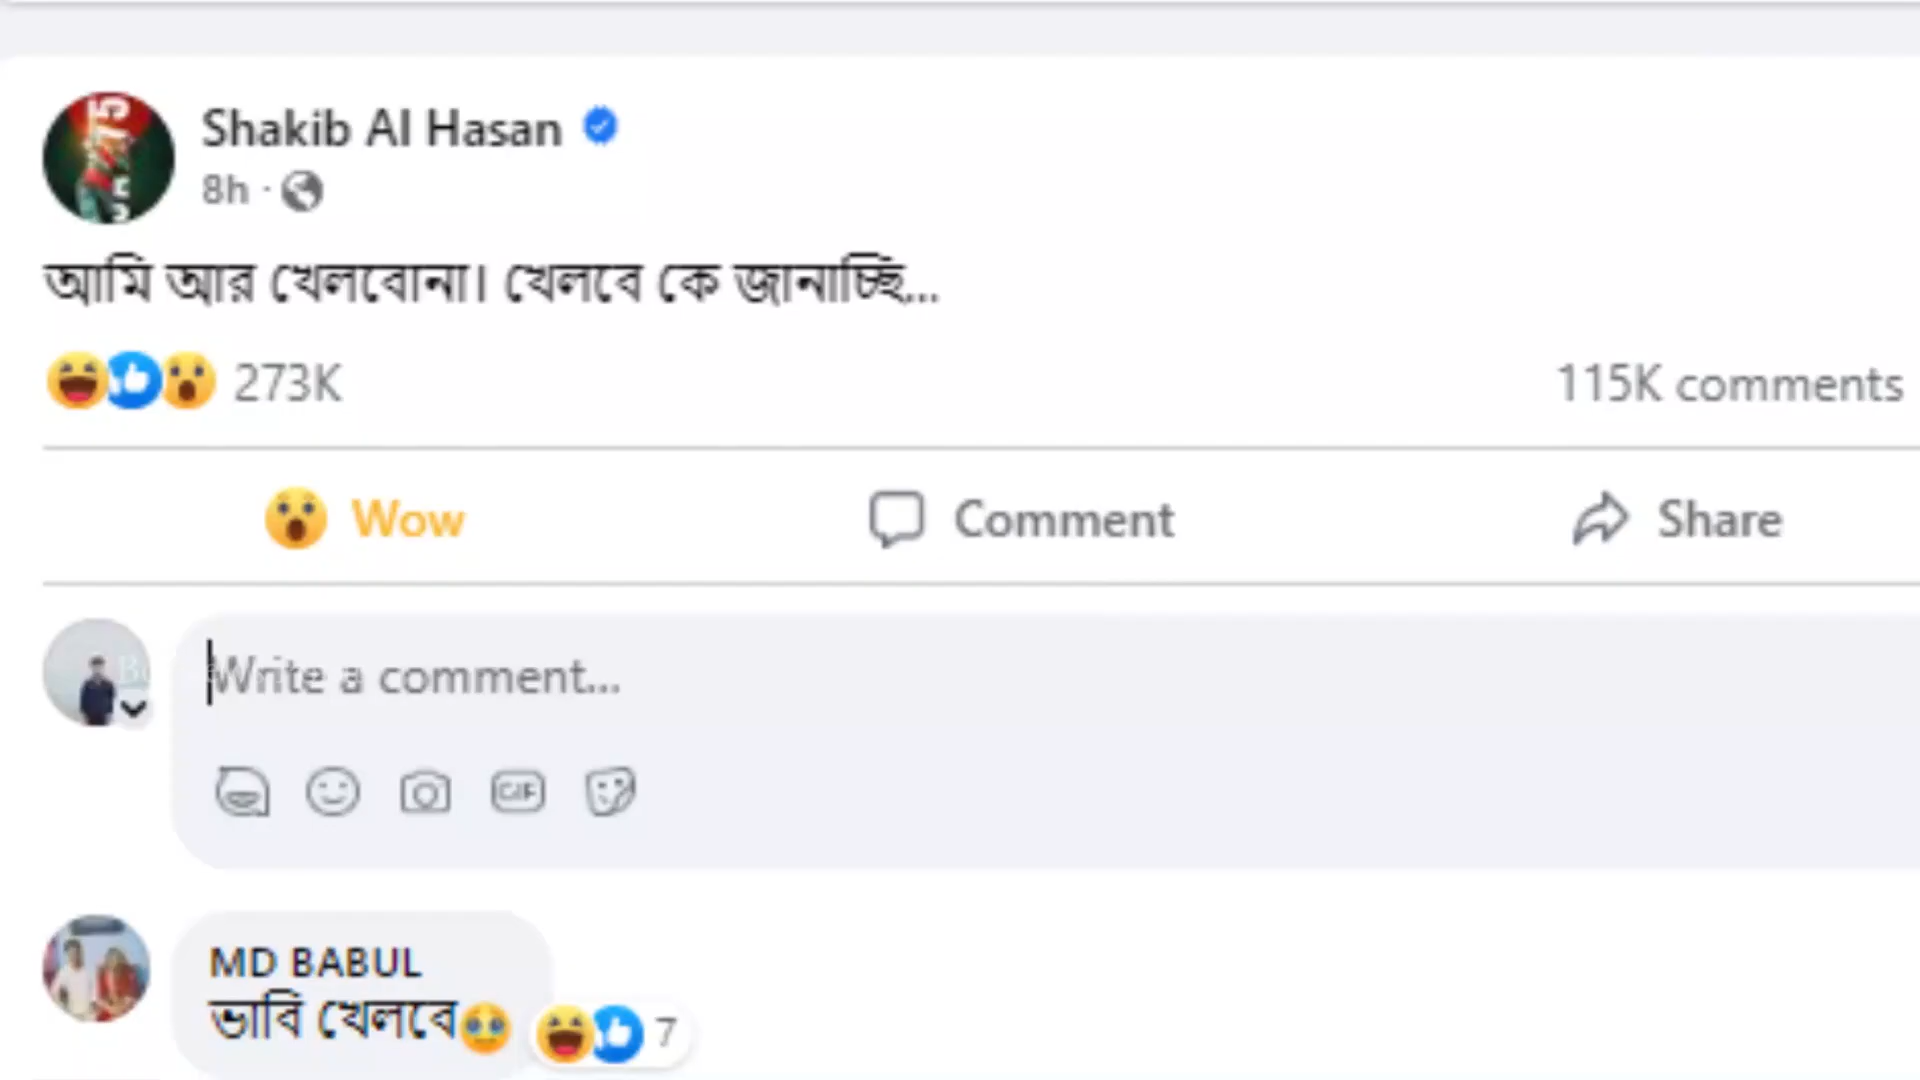 Shakib Al Hasan
8h ·
আমি আর খেলবোনা। খেলবে কে জানাচ্ছি...
273K
115K comments
Wow
Comment
Share
Write a comment...
GIF
MD BABUL
ভাবি খেলবে
7